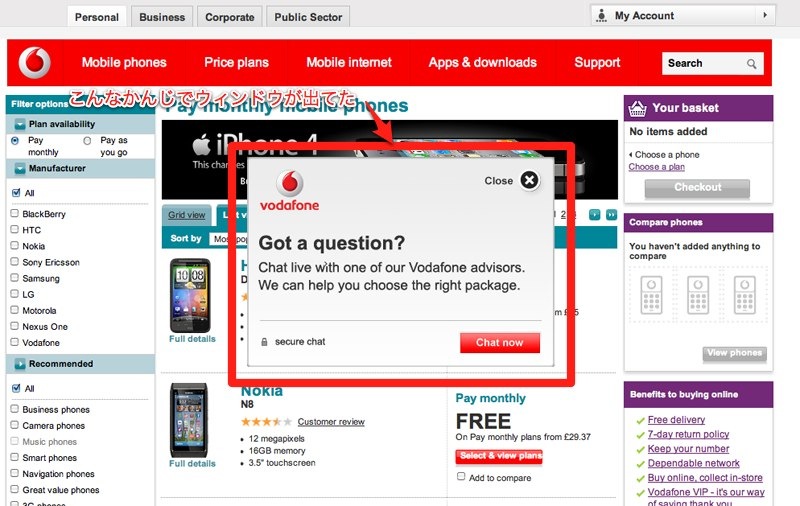 Personal
Business
Corporate
Public Sector
My Account
Mobile phones
Price plans
Mobile internet
Apps & downloads
Support
Search
こんなかんじでウィンドウが出てた
Filter options
Plan availability
Pay monthly
Pay as you go
Manufacturer
All
BlackBerry
HTC
Nokia
Sony Ericsson
Samsung
LG
Motorola
Nexus One
Vodafone
Recommended
All
Business phones
Camera phones
Music phones
Smart phones
Navigation phones
Great value phones
3G phones
Pay monthly mobile phones
iPhone 4
This changes
Grid view
Sort by
Full details
Close
vodafone
Got a question?
Chat live with one of our Vodafone advisors.
We can help you choose the right package.
secure chat
Chat now
Nokia
N8
Customer review
12 megapixels
16GB memory
3.5" touchscreen
Full details
Pay monthly
FREE
On Pay monthly plans from £29.37
Select & view plans
Add to compare
Your basket
No items added
Choose a phone
Choose a plan
Checkout
Compare phones
You haven't added anything to
compare
View phones
Benefits to buying online
Free delivery
7-day return policy
Keep your number
Dependable network
Buy online, collect in-store
Vodafone VIP - it's our way
of saying thank you